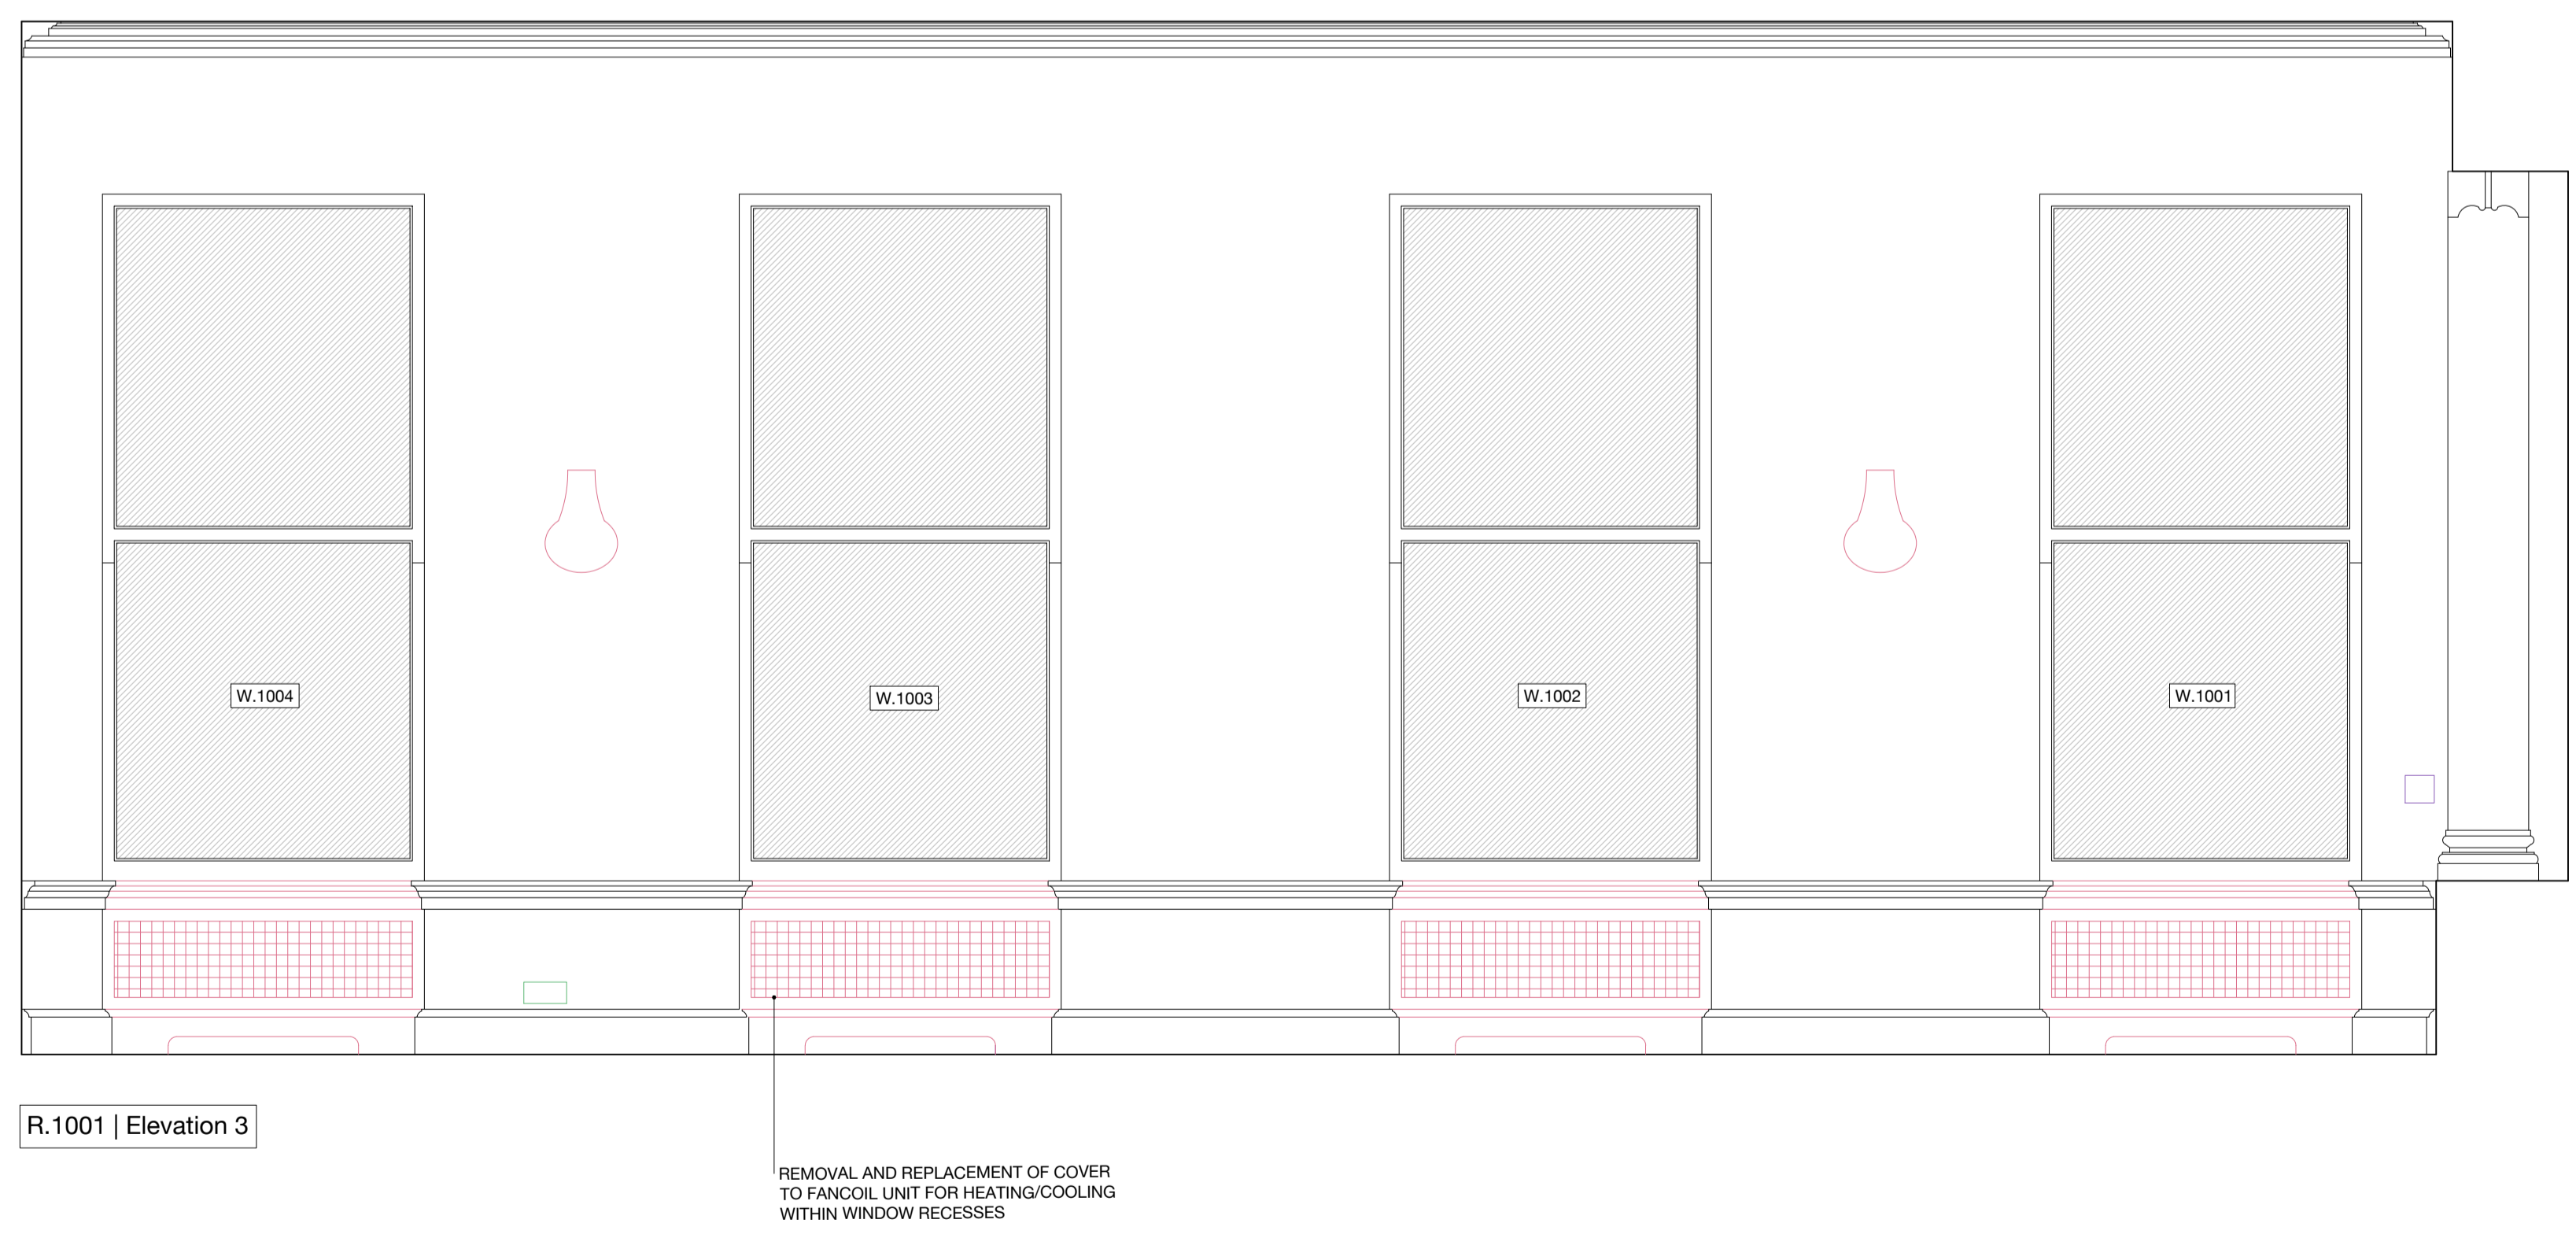 W.1004
W.1003
W.1002
W.1001
R.1001 | Elevation 3
REMOVAL AND REPLACEMENT OF COVER
TO FANCOIL UNIT FOR HEATING/COOLING
WITHIN WINDOW RECESSES